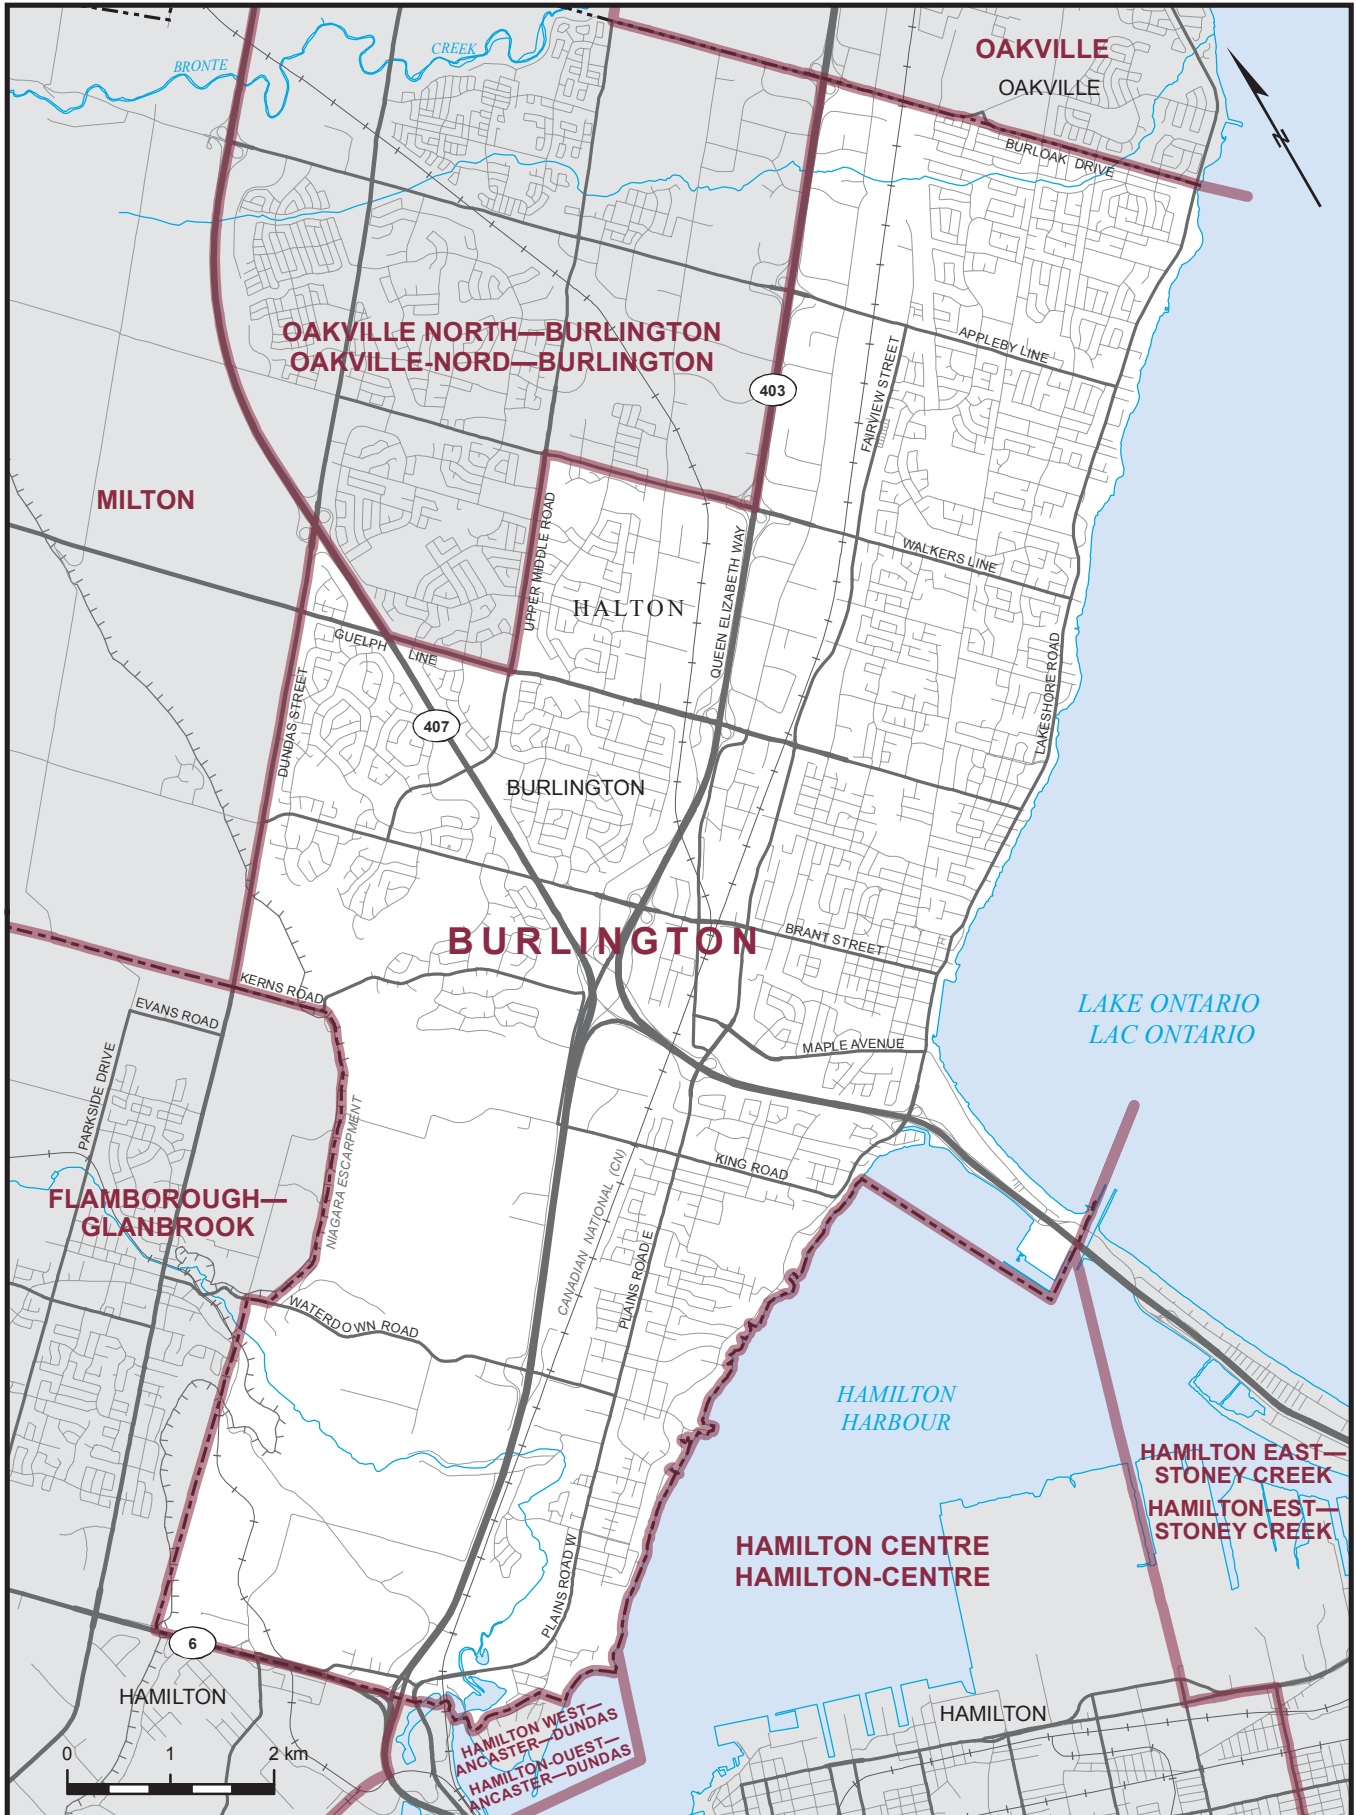 OAKVILLE
OAKVILLE
CREEK
BRONTE
N
BURLOAK DRIVE
OAKVILLE NORTH—BURLINGTON
OAKVILLE-NORD—BURLINGTON
APPLEBY LINE
FAIRVIEW STREET
403
MILTON
UPPER MIDDLE ROAD
QUEEN ELIZABETH WAY
WALKERS LINE
HALTON
GUELPH LINE
DUNDAS STREET
LAKESHORE ROAD
407
BURLINGTON
BURLINGTON
BRANT STREET
KERNS ROAD
EVANS ROAD
LAKE ONTARIO
LAC ONTARIO
MAPLE AVENUE
PARKSIDE DRIVE
NIAGARA ESCARPMENT
KING ROAD
CANADIAN NATIONAL (CN)
FLAMBOROUGH—
GLANBROOK
PLAINS ROAD E
WATERDOWN ROAD
HAMILTON
HARBOUR
HAMILTON EAST—
STONEY CREEK
HAMILTON-EST—
STONEY CREEK
HAMILTON CENTRE
HAMILTON-CENTRE
PLAINS ROAD W
6
HAMILTON
HAMILTON
HAMILTON WEST—
ANCASTER—DUNDAS
HAMILTON-OUEST—
ANCASTER—DUNDAS
0 1 2 km